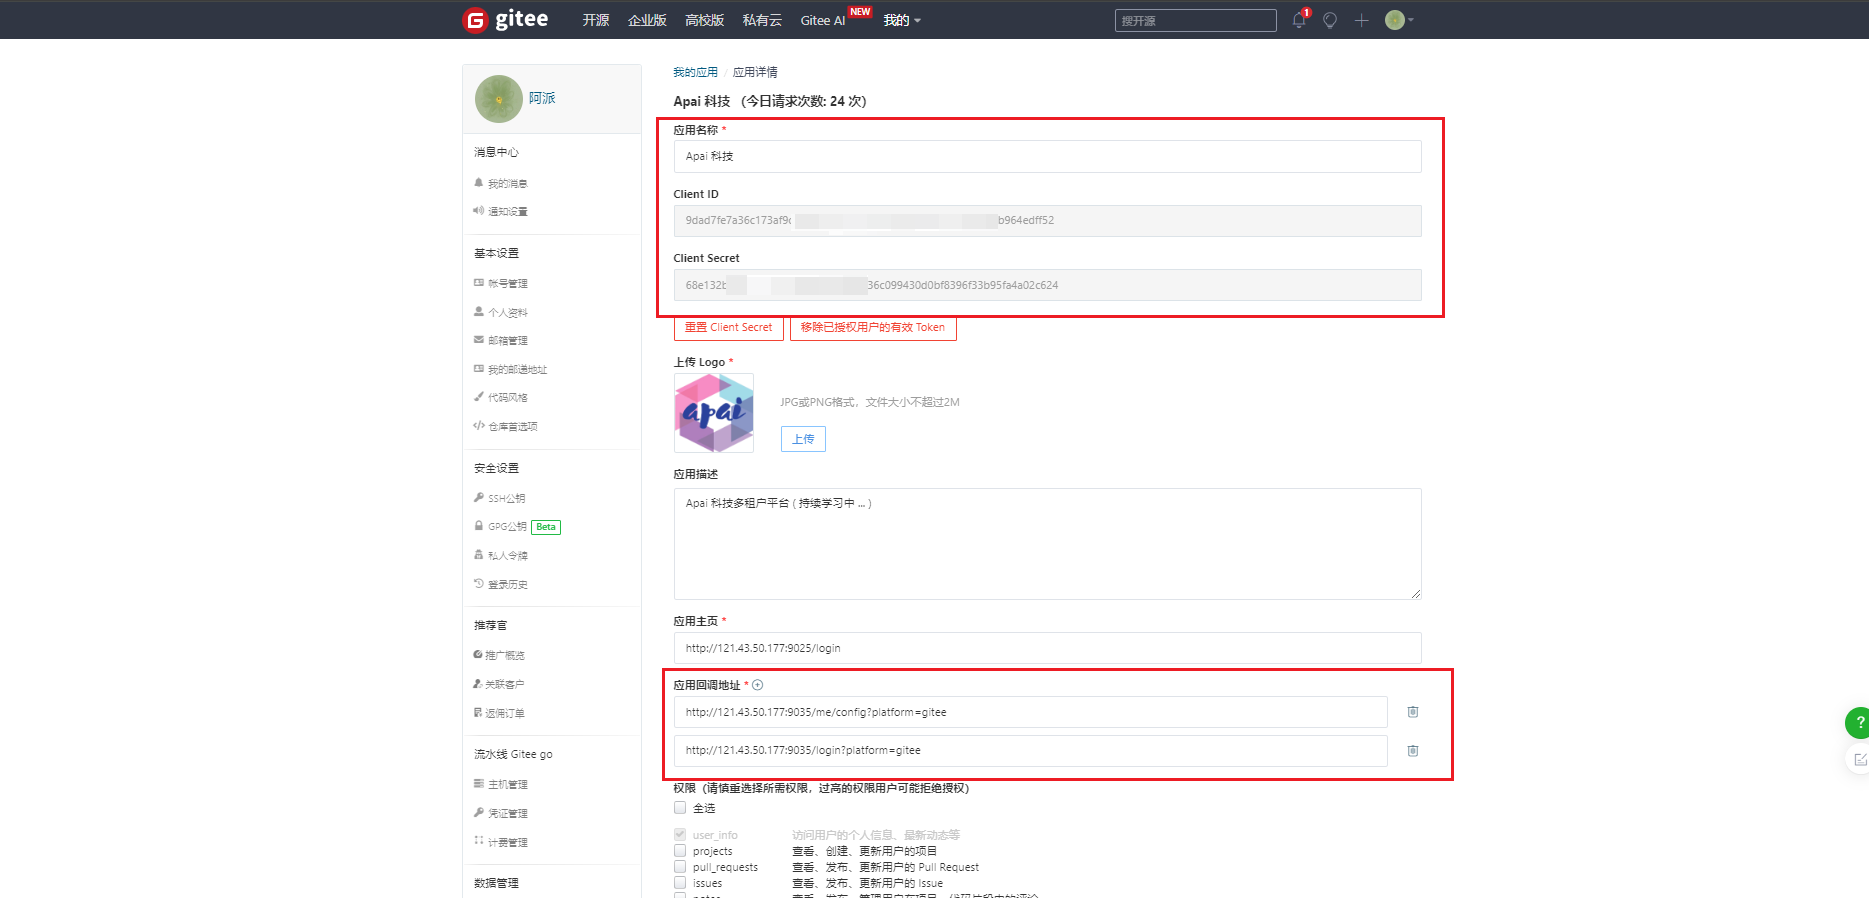 gitee 开源 企业版 高校版 私有云 Gitee AI NEW 我的 搜开源 1
阿派
消息中心
我的消息
通知设置
基本设置
帐号管理
个人资料
邮箱管理
我的邮递地址
代码风格
仓库首选项
安全设置
SSH公钥
GPG公钥 Beta
私人令牌
登录历史
推荐官
推广概览
关联客户
返佣订单
流水线 Gitee go
主机管理
凭证管理
计费管理
数据管理
我的应用 / 应用详情
Apai 科技 （今日请求次数: 24 次）
应用名称 *
Apai 科技
Client ID
9dad7fe7a36c173af9c b964edff52
Client Secret
68e132b 36c099430d0bf8396f33b95fa4a02c624
重置 Client Secret 移除已授权用户的有效 Token
上传 Logo *
apai
JPG或PNG格式，文件大小不超过2M
上传
应用描述
Apai 科技多租户平台 ( 持续学习中 ... )
应用主页 *
http://121.43.50.177:9025/login
应用回调地址 *
http://121.43.50.177:9035/me/config?platform=gitee
http://121.43.50.177:9035/login?platform=gitee
权限（请慎重选择所需权限，过高的权限用户可能拒绝授权）
全选
user_info 访问用户的个人信息、最新动态等
projects 查看、创建、更新用户的项目
pull_requests 查看、发布、更新用户的 Pull Request
issues 查看、发布、更新用户的 Issue
?